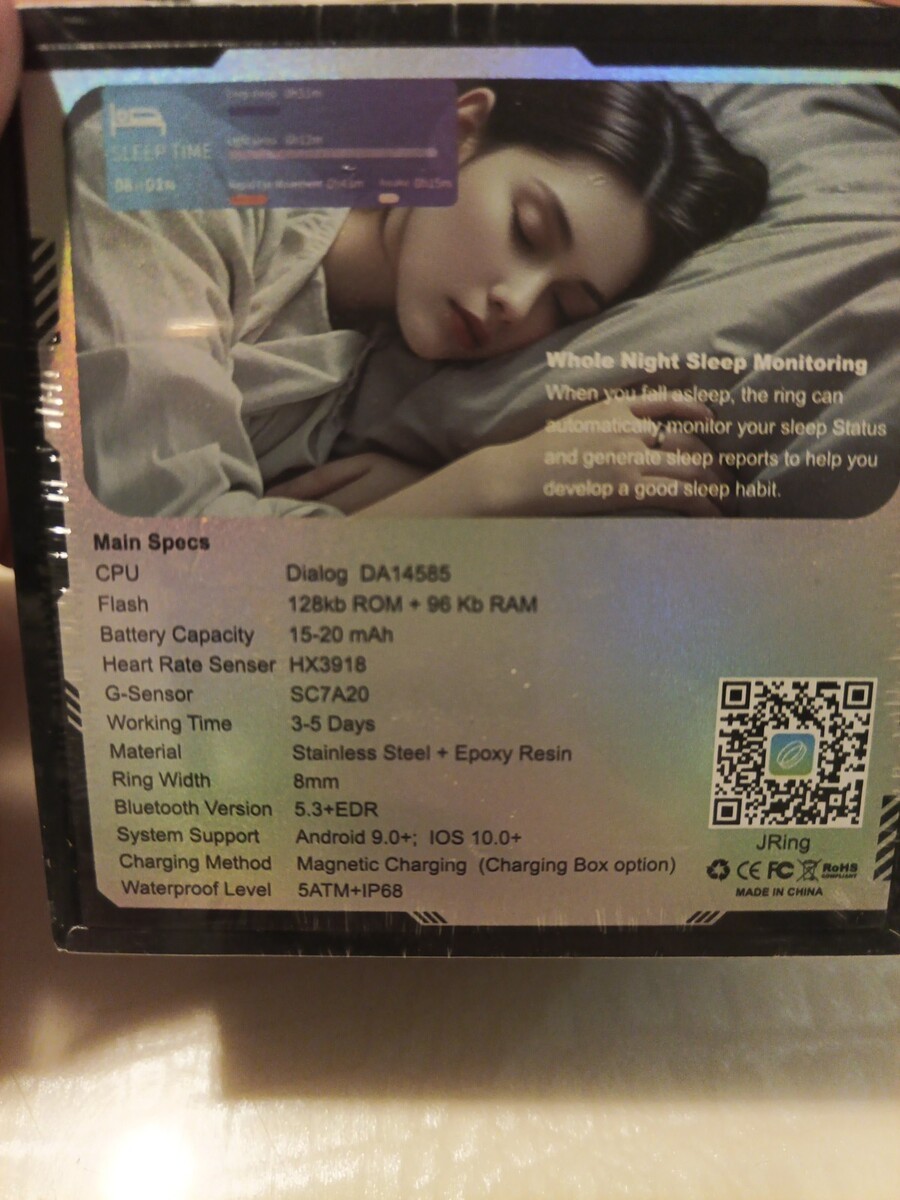 SLEEP TIME
Whole Night Sleep Monitoring
When you fall asleep, the ring can
automatically monitor your sleep Status
and generate sleep reports to help you
develop a good sleep habit.
Main Specs
CPU Dialog DA14585
Flash 128kb ROM + 96 Kb RAM
Battery Capacity 15-20 mAh
Heart Rate Senser HX3918
G-Sensor SC7A20
Working Time 3-5 Days
Material Stainless Steel + Epoxy Resin
Ring Width 8mm
Bluetooth Version 5.3+EDR
System Support Android 9.0+; IOS 10.0+
Charging Method Magnetic Charging (Charging Box option)
Waterproof Level 5ATM+IP68
JRing
CE FC RoHS
COMPLIANT
MADE IN CHINA